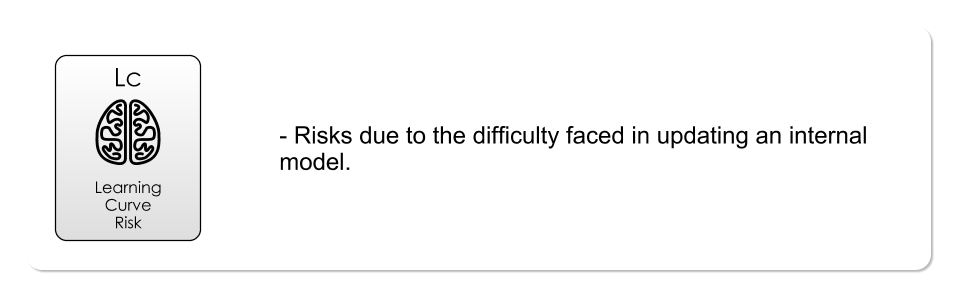 Lc
Learning
Curve
Risk
- Risks due to the difficulty faced in updating an internal
model.